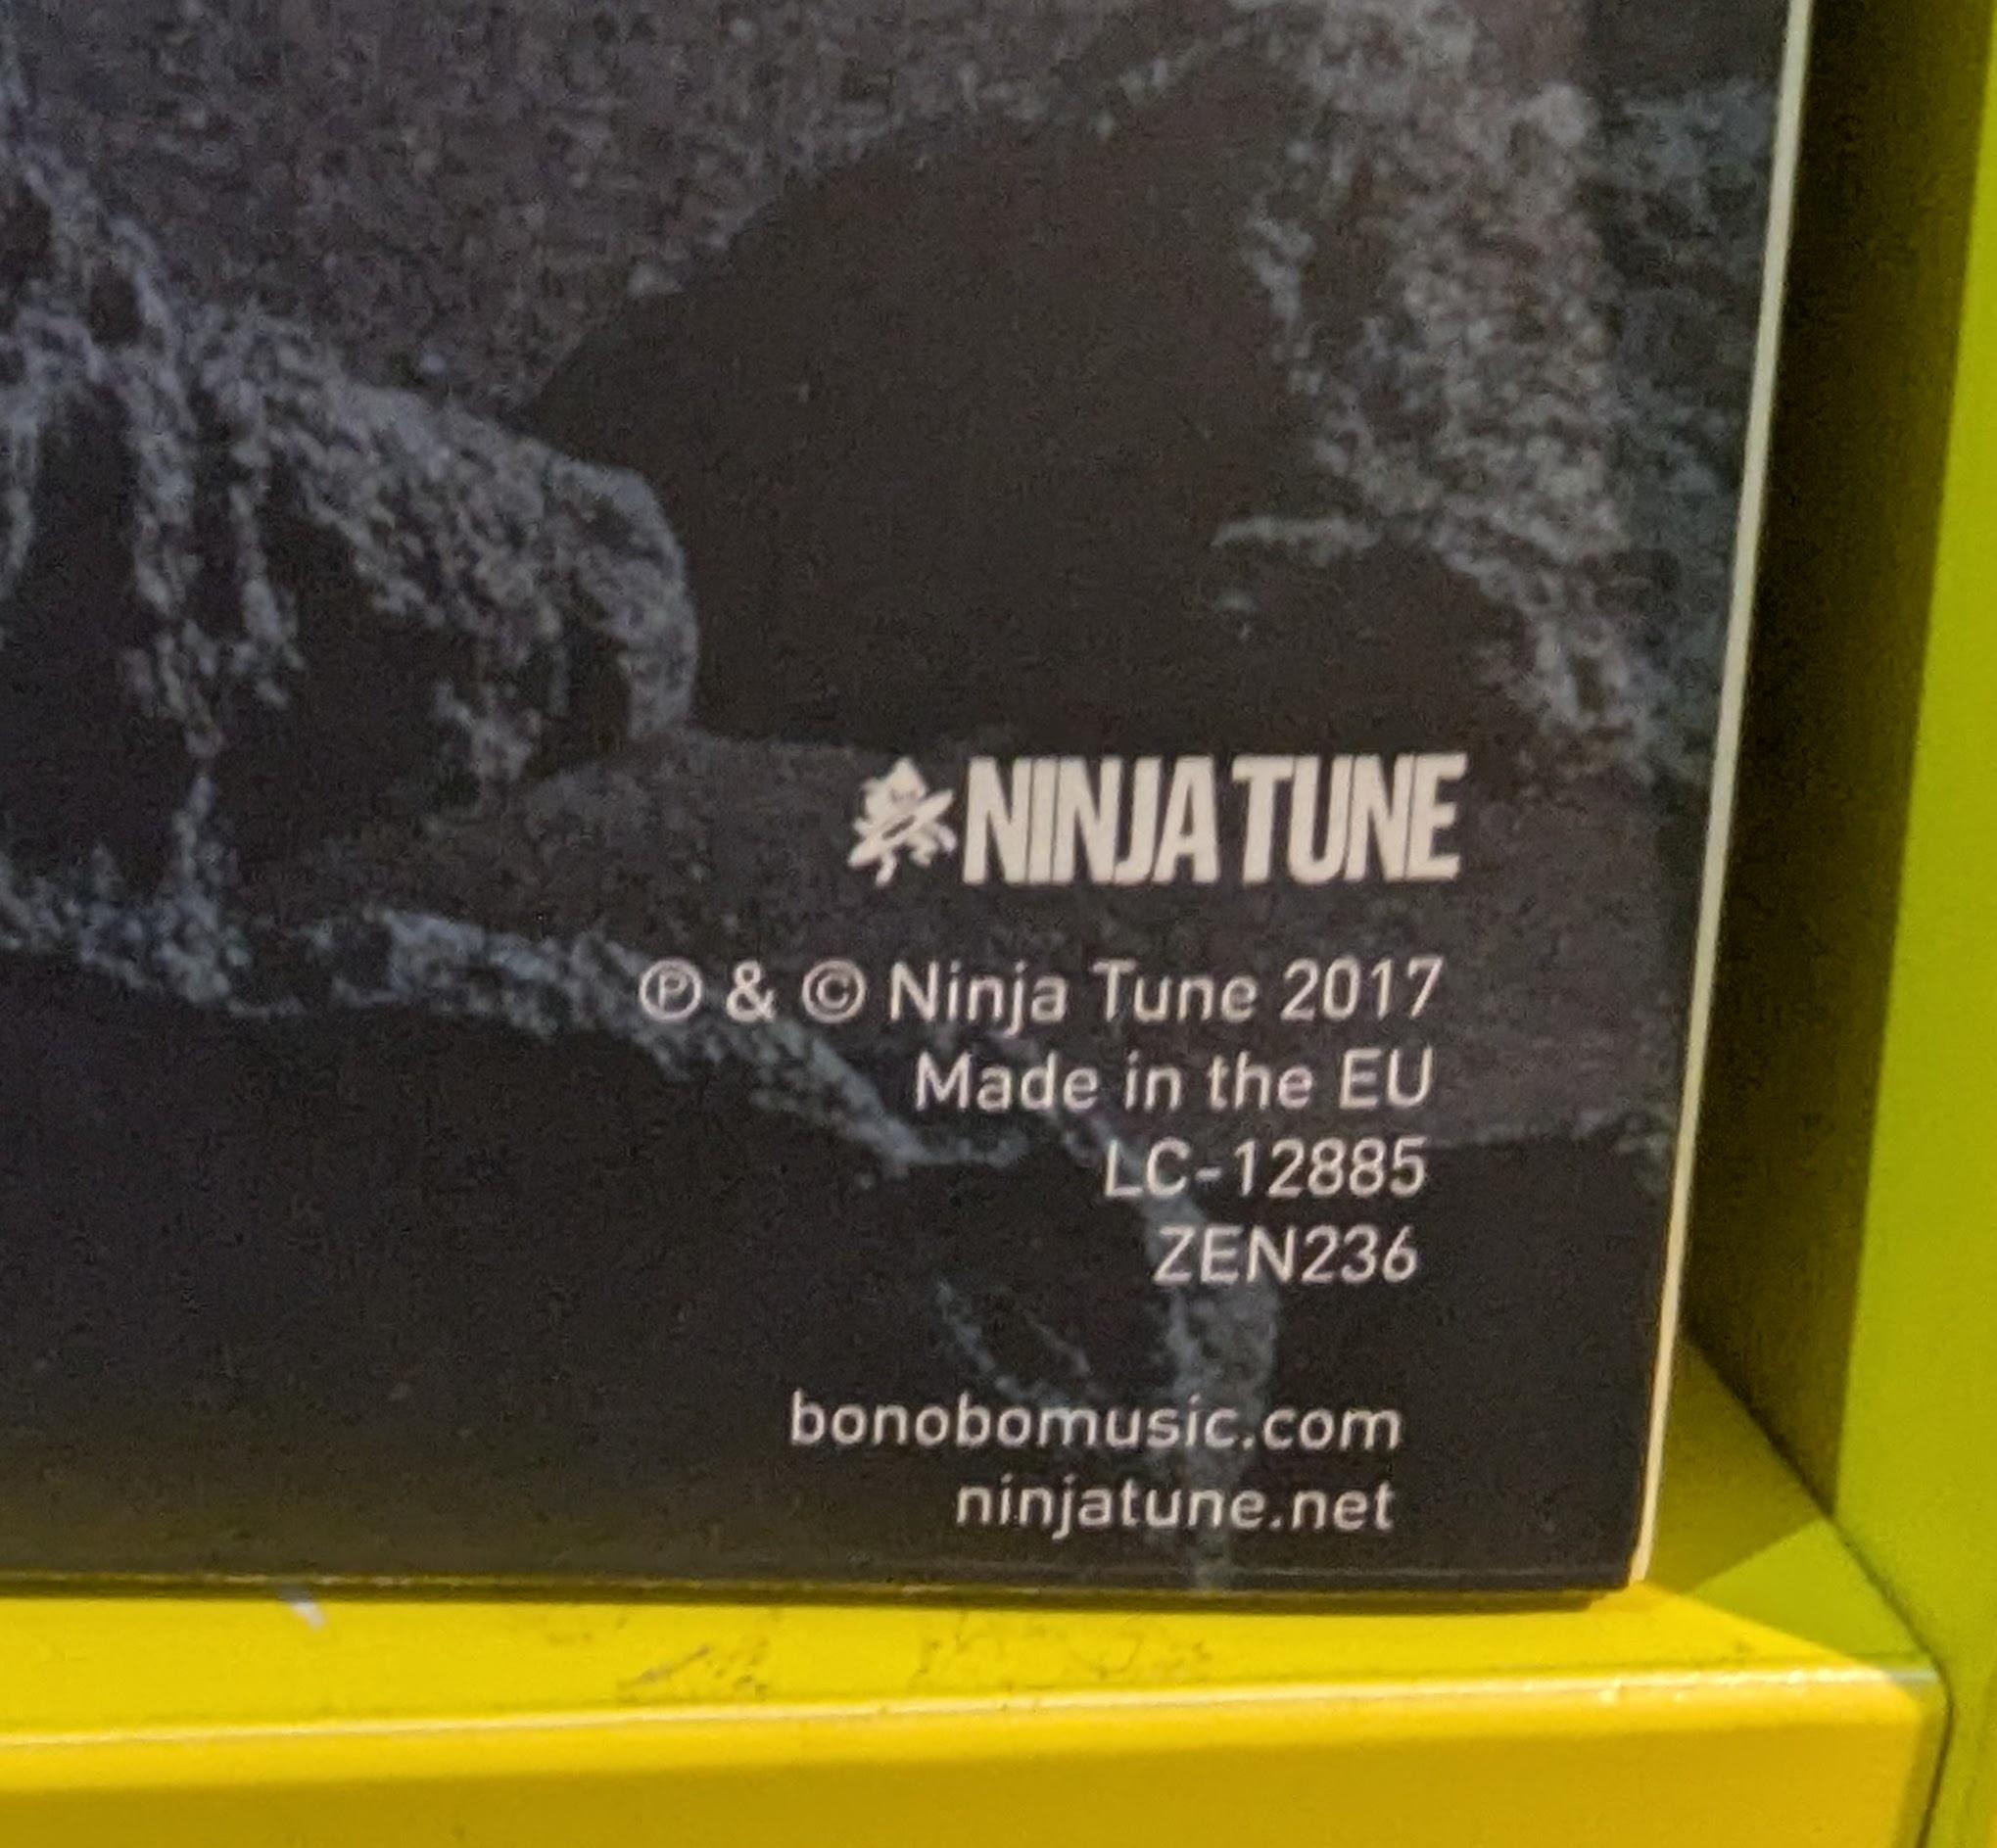 NINJA TUNE
℗ & © Ninja Tune 2017
Made in the EU
LC-12885
ZEN236
bonobomusic.com
ninjatune.net